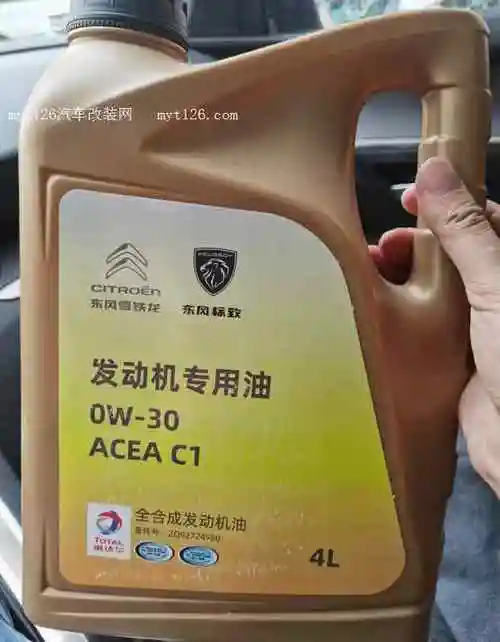 myt126汽车改装网 myt126.com
PEUGEOT
CITROËN
东风雪铁龙 东风标致
发动机专用油
0W-30
ACEA C1
全合成发动机油
TOTAL
4L